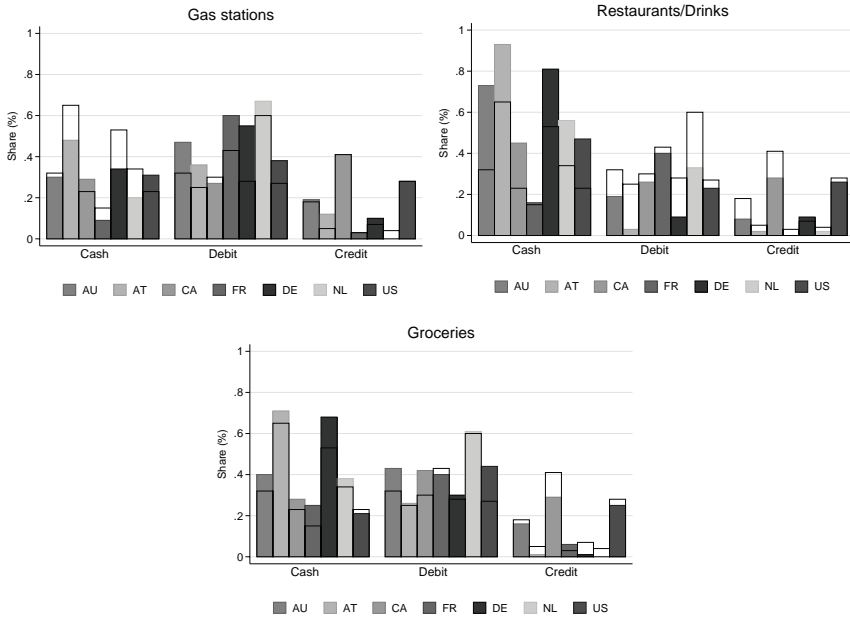 Gas stations
1
.8
.6
.4
.2
0
Share (%)
Cash Debit Credit
AU AT CA FR DE NL US
Restaurants/Drinks
1
.8
.6
.4
.2
0
Share (%)
Cash Debit Credit
AU AT CA FR DE NL US
Groceries
1
.8
.6
.4
.2
0
Share (%)
Cash Debit Credit
AU AT CA FR DE NL US